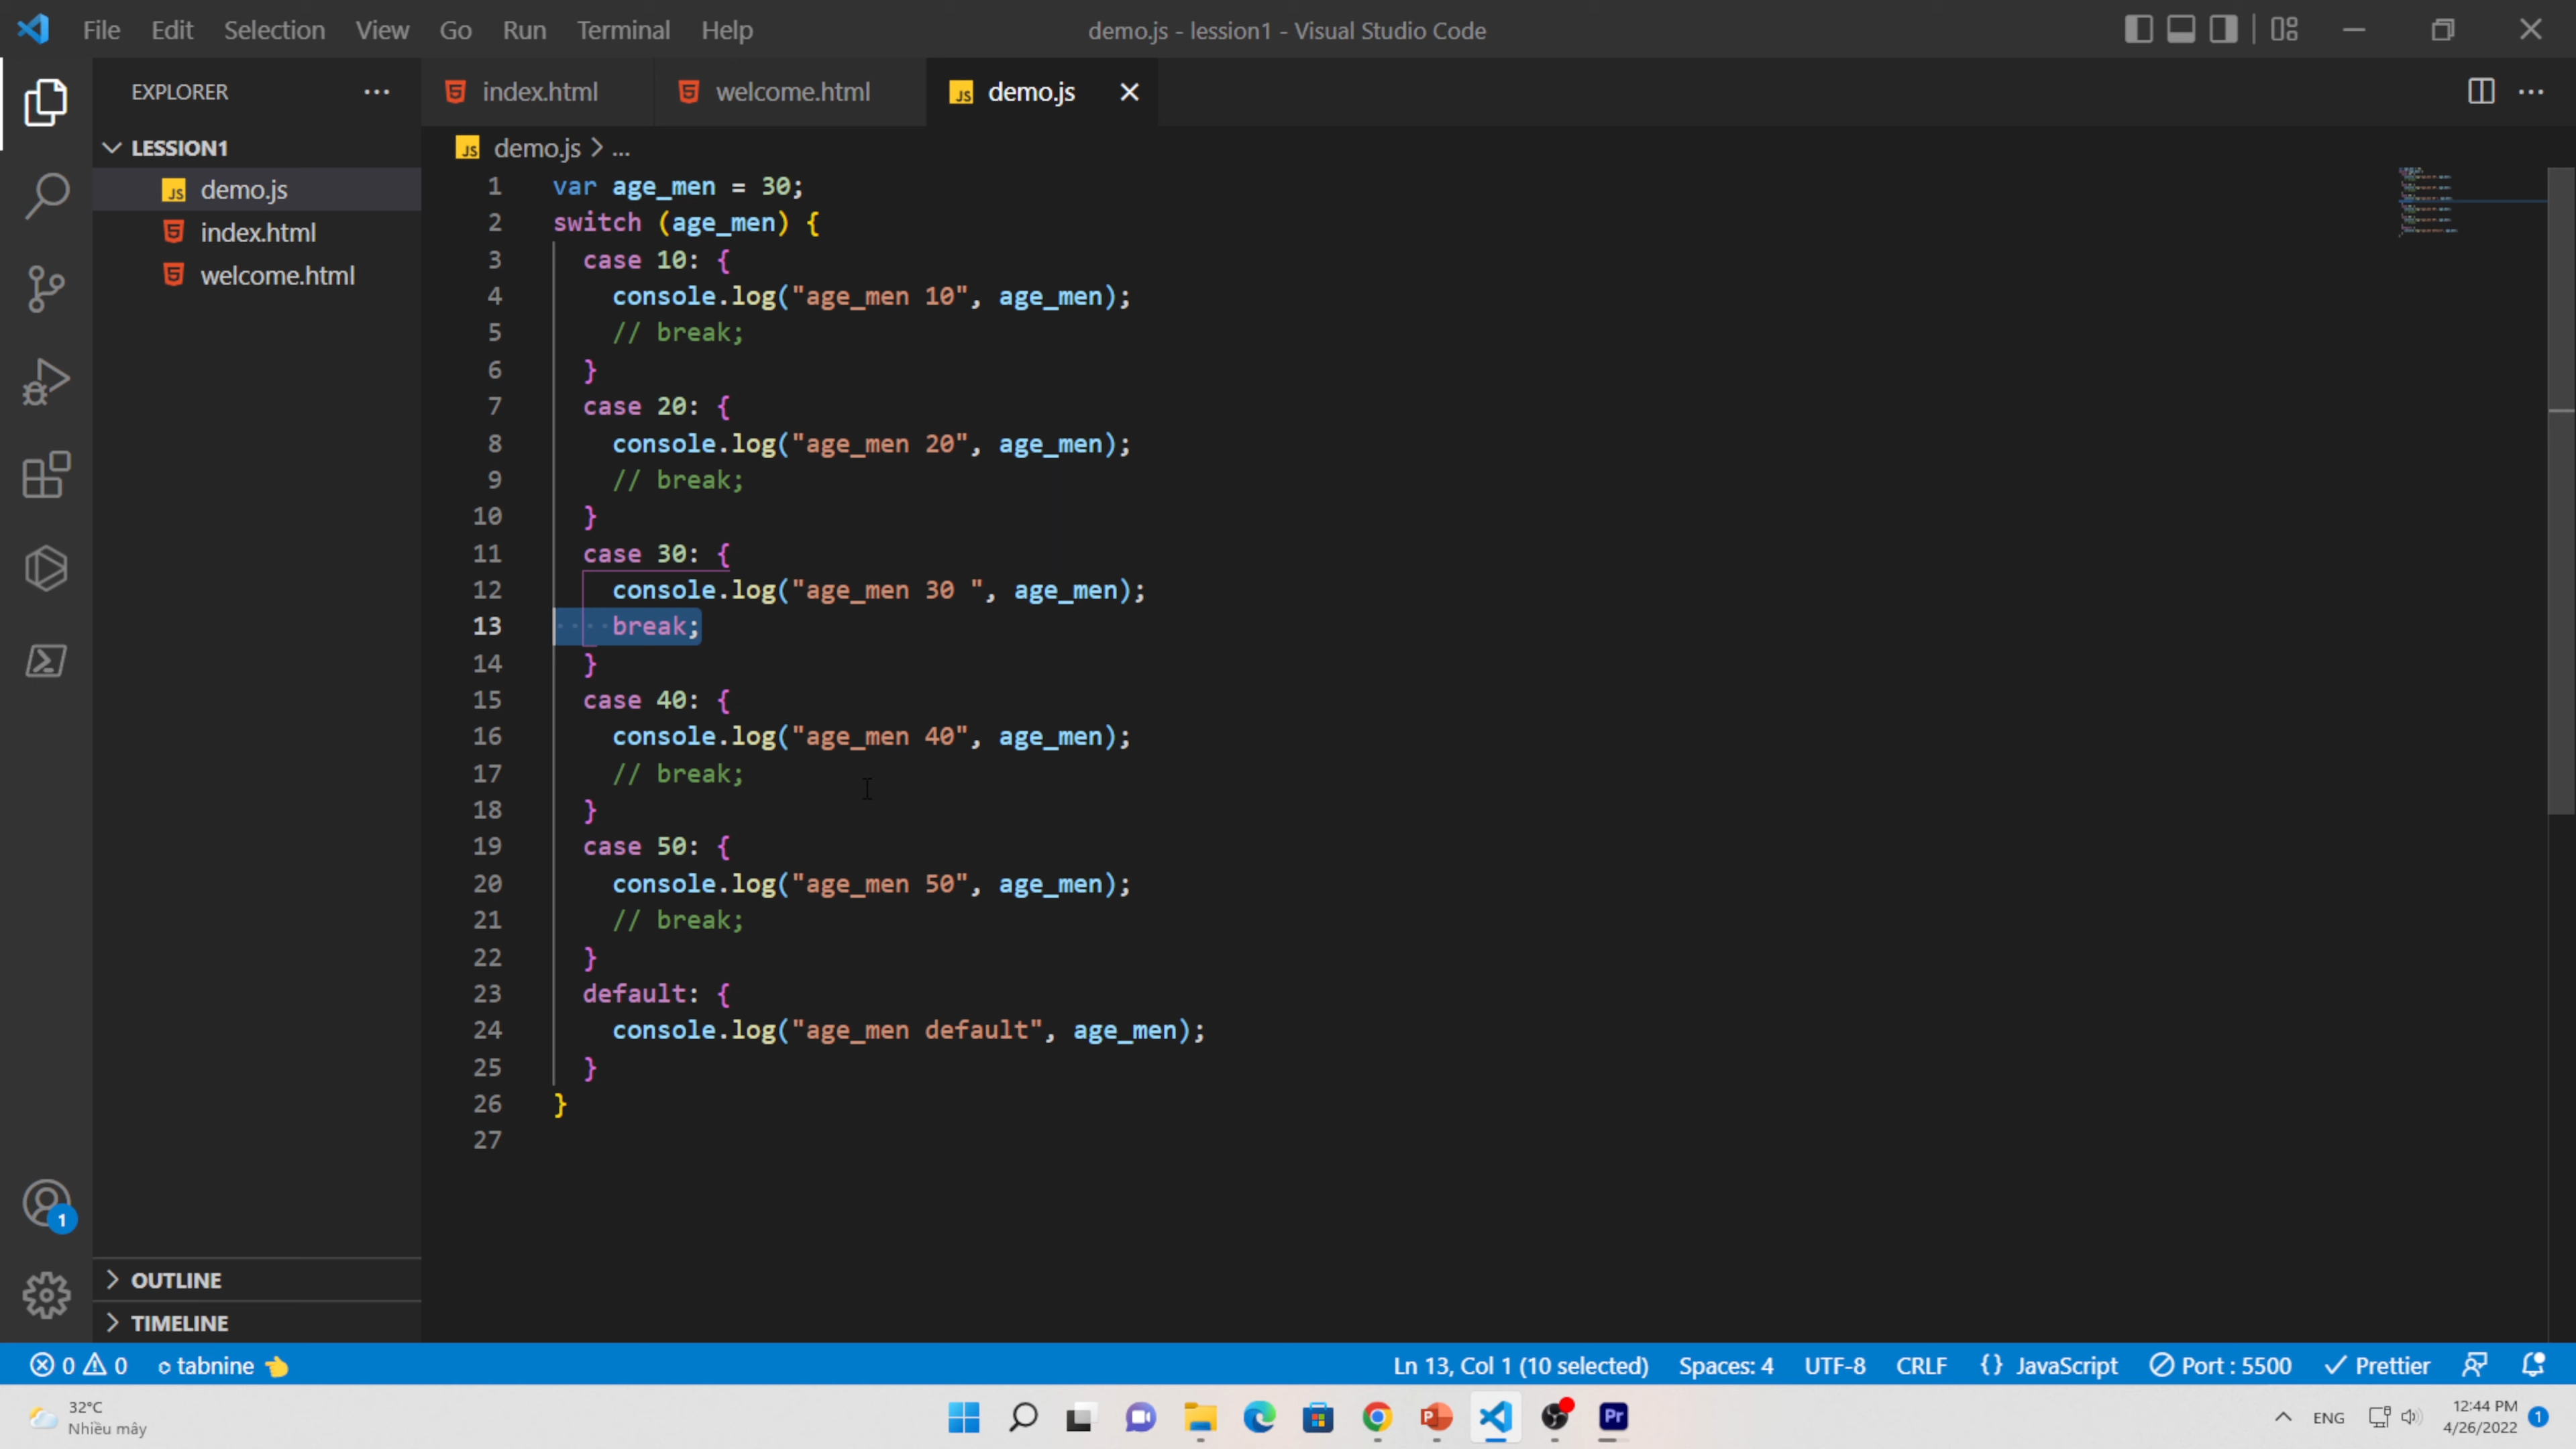 File Edit Selection View Go Run Terminal Help
demo.js - lession1 - Visual Studio Code
EXPLORER
index.html
welcome.html
demo.js
LESSION1
demo.js
index.html
welcome.html
demo.js > ...
1 var age_men = 30;
2 switch (age_men) {
3 case 10: {
4 console.log("age_men 10", age_men);
5 // break;
6 }
7 case 20: {
8 console.log("age_men 20", age_men);
9 // break;
10 }
11 case 30: {
12 console.log("age_men 30 ", age_men);
13 break;
14 }
15 case 40: {
16 console.log("age_men 40", age_men);
17 // break;
18 }
19 case 50: {
20 console.log("age_men 50", age_men);
21 // break;
22 }
23 default: {
24 console.log("age_men default", age_men);
25 }
26 }
27
1
OUTLINE
TIMELINE
0 0 tabnine
Ln 13, Col 1 (10 selected) Spaces: 4 UTF-8 CRLF {} JavaScript Port : 5500 Prettier
32°C
Nhiều mây
Pr
ENG
12:44 PM
4/26/2022
1